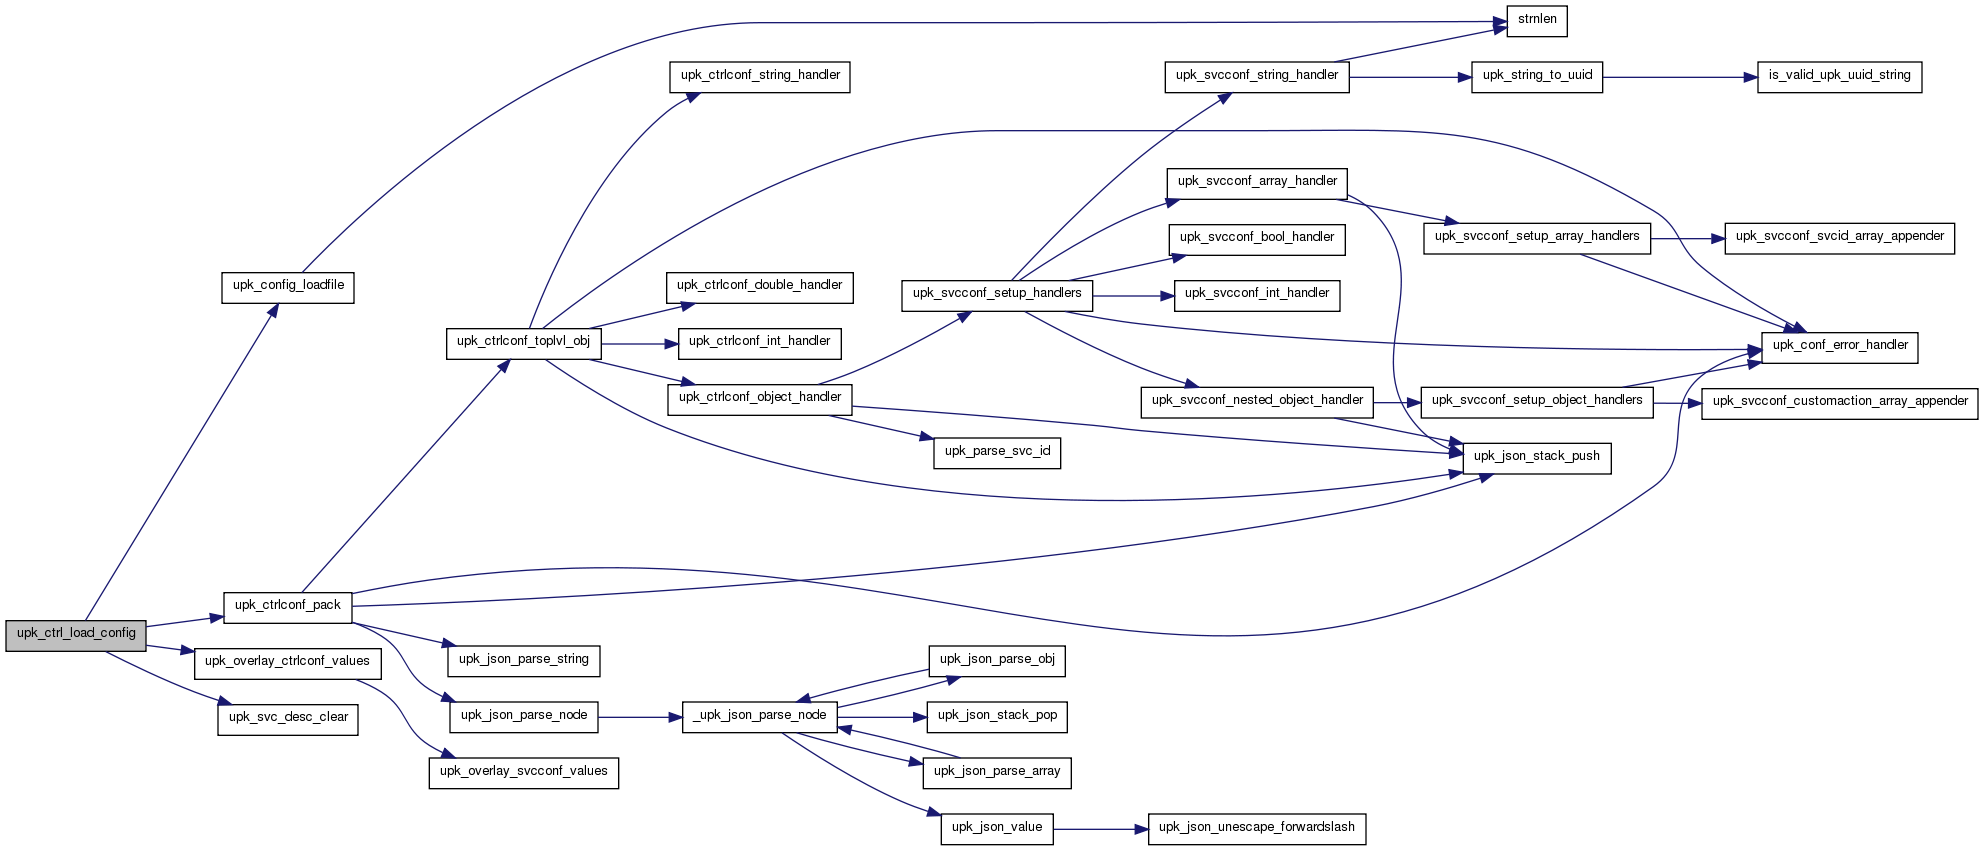 strnlen
upk_ctrlconf_string_handler
upk_svcconf_string_handler
upk_string_to_uuid
is_valid_upk_uuid_string
upk_svcconf_array_handler
upk_config_loadfile
upk_ctrlconf_double_handler
upk_svcconf_bool_handler
upk_svcconf_setup_array_handlers
upk_svcconf_svcid_array_appender
upk_svcconf_setup_handlers
upk_svcconf_int_handler
upk_ctrlconf_toplvl_obj
upk_ctrlconf_int_handler
upk_conf_error_handler
upk_ctrlconf_object_handler
upk_svcconf_nested_object_handler
upk_svcconf_setup_object_handlers
upk_svcconf_customaction_array_appender
upk_parse_svc_id
upk_json_stack_push
upk_ctrlconf_pack
upk_ctrl_load_config
upk_overlay_ctrlconf_values
upk_json_parse_string
upk_json_parse_obj
upk_svc_desc_clear
upk_json_parse_node
_upk_json_parse_node
upk_json_stack_pop
upk_overlay_svcconf_values
upk_json_parse_array
upk_json_value
upk_json_unescape_forwardslash